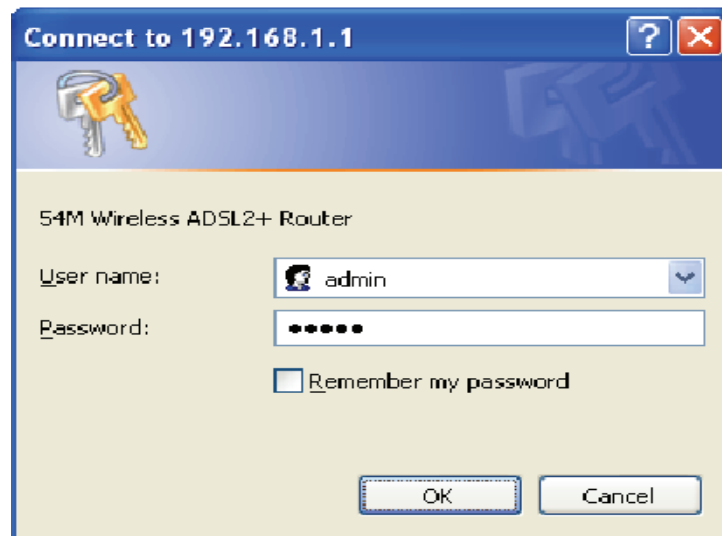 Connect to 192.168.1.1
54M Wireless ADSL2+ Router
User name: admin
Password: •••••
Remember my password
OK Cancel